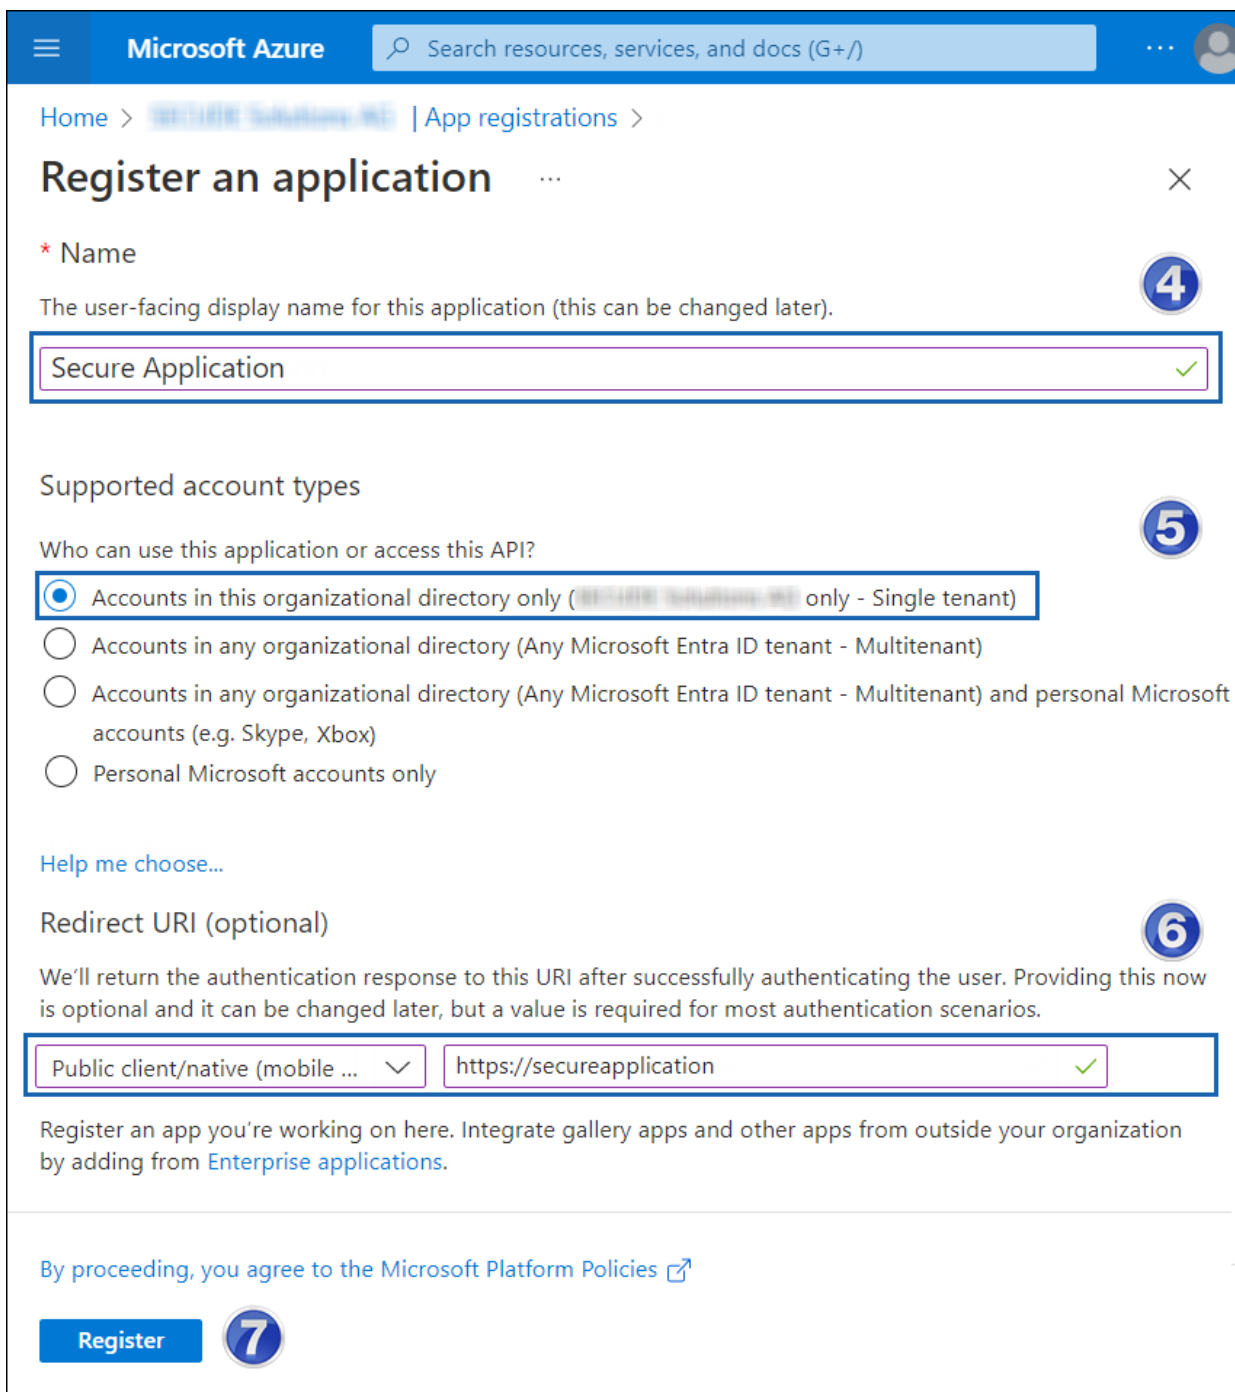 Microsoft Azure
Search resources, services, and docs (G+/)
...
Home > | App registrations >
Register an application ...
* Name
4
The user-facing display name for this application (this can be changed later).
Secure Application
Supported account types
5
Who can use this application or access this API?
Accounts in this organizational directory only ( only - Single tenant)
Accounts in any organizational directory (Any Microsoft Entra ID tenant - Multitenant)
Accounts in any organizational directory (Any Microsoft Entra ID tenant - Multitenant) and personal Microsoft
accounts (e.g. Skype, Xbox)
Personal Microsoft accounts only
Help me choose...
Redirect URI (optional)
6
We’ll return the authentication response to this URI after successfully authenticating the user. Providing this now
is optional and it can be changed later, but a value is required for most authentication scenarios.
Public client/native (mobile ...
https://secureapplication
Register an app you’re working on here. Integrate gallery apps and other apps from outside your organization
by adding from Enterprise applications.
By proceeding, you agree to the Microsoft Platform Policies
Register
7